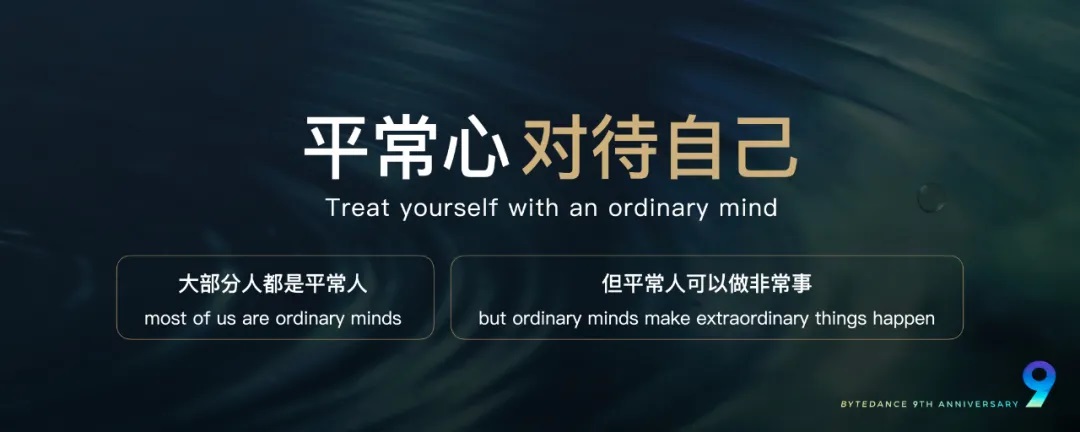 平常心对待自己
Treat yourself with an ordinary mind
大部分人都是平常人
most of us are ordinary minds
但平常人可以做非常事
but ordinary minds make extraordinary things happen
BYTEDANCE 9TH ANNIVERSARY 9